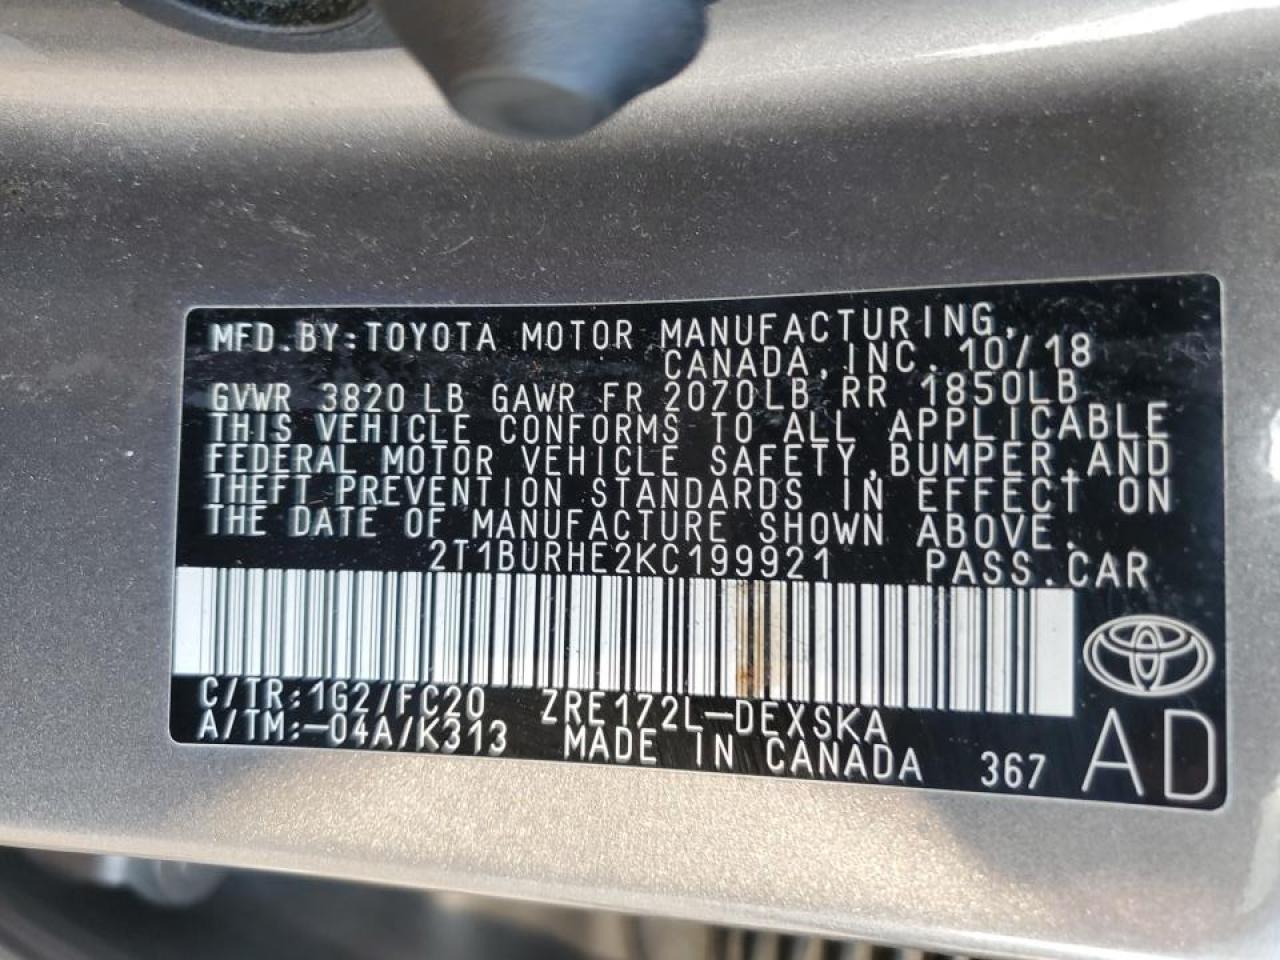 MFD.BY:TOYOTA MOTOR MANUFACTURING,
CANADA,INC. 10/18
GVWR 3820 LB GAWR FR 2070LB RR 1850LB
THIS VEHICLE CONFORMS TO ALL APPLICABLE
FEDERAL MOTOR VEHICLE SAFETY,BUMPER,AND
THEFT PREVENTION STANDARDS IN EFFECT ON
THE DATE OF MANUFACTURE SHOWN ABOVE.
2T1BURHE2KC199921 PASS.CAR
C/TR:1G2/FC20 ZRE172L-DEXSKA
A/TM:-04A/K313 MADE IN CANADA 367 AD